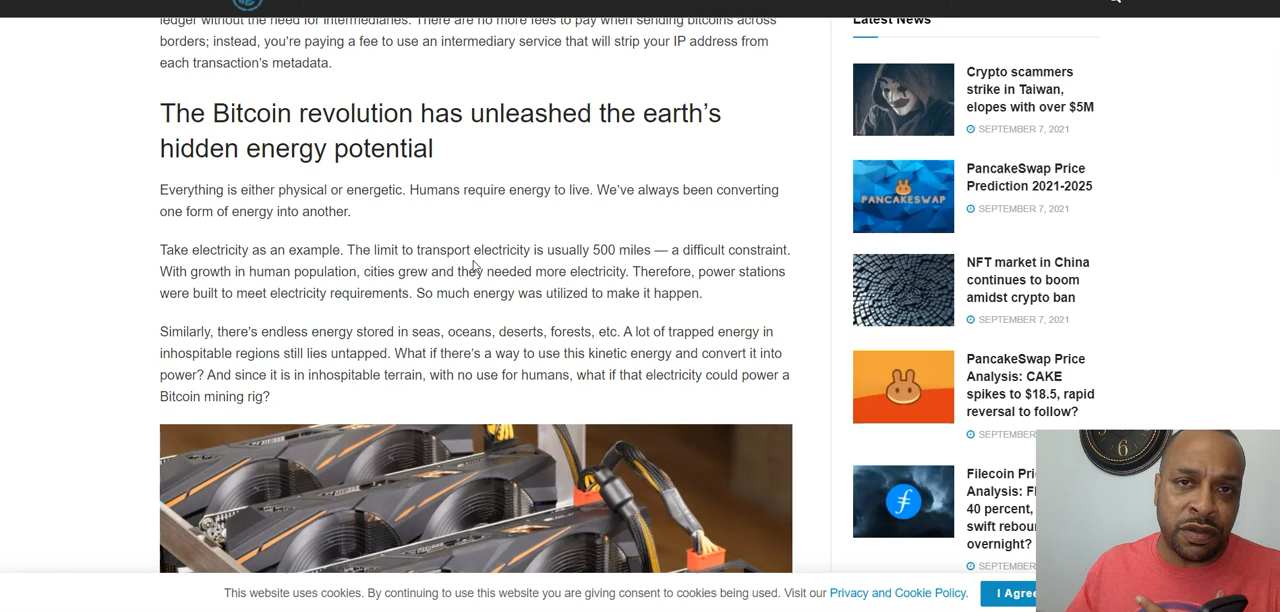 ledger without the need for intermediaries. There are no more fees to pay when sending bitcoins across
borders; instead, you're paying a fee to use an intermediary service that will strip your IP address from
each transaction's metadata.
The Bitcoin revolution has unleashed the earth's
hidden energy potential
Everything is either physical or energetic. Humans require energy to live. We've always been converting
one form of energy into another.
Take electricity as an example. The limit to transport electricity is usually 500 miles — a difficult constraint.
With growth in human population, cities grew and they needed more electricity. Therefore, power stations
were built to meet electricity requirements. So much energy was utilized to make it happen.
Similarly, there's endless energy stored in seas, oceans, deserts, forests, etc. A lot of trapped energy in
inhospitable regions still lies untapped. What if there's a way to use this kinetic energy and convert it into
power? And since it is in inhospitable terrain, with no use for humans, what if that electricity could power a
Bitcoin mining rig?
Latest News
Crypto scammers
strike in Taiwan,
elopes with over $5M
SEPTEMBER 7, 2021
PANCAKESWAP
PancakeSwap Price
Prediction 2021-2025
SEPTEMBER 7, 2021
NFT market in China
continues to boom
amidst crypto ban
SEPTEMBER 7, 2021
PancakeSwap Price
Analysis: CAKE
spikes to $18.5, rapid
reversal to follow?
SEPTEMBER
Filecoin Pri
Analysis: F
40 percent,
swift rebou
overnight?
SEPTEMBER
6
This website uses cookies. By continuing to use this website you are giving consent to cookies being used. Visit our Privacy and Cookie Policy.
I Agree